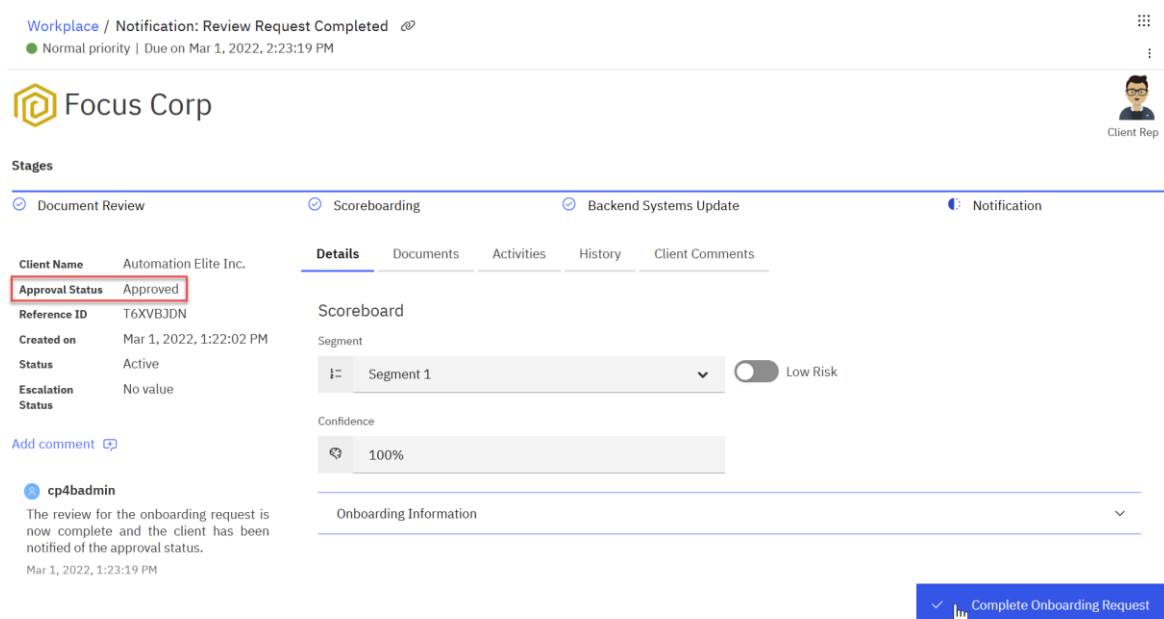 Workplace / Notification: Review Request Completed
Normal priority | Due on Mar 1, 2022, 2:23:19 PM
Focus Corp
Client Rep
Stages
Document Review
Scoreboarding
Backend Systems Update
Notification
Client Name Automation Elite Inc.
Approval Status Approved
Reference ID T6XVBJDN
Created on Mar 1, 2022, 1:22:02 PM
Status Active
Escalation Status No value
Add comment
cp4badmin
The review for the onboarding request is
now complete and the client has been
notified of the approval status.
Mar 1, 2022, 1:23:19 PM
Details Documents Activities History Client Comments
Scoreboard
Segment
Segment 1
Low Risk
Confidence
100%
Onboarding Information
Complete Onboarding Request